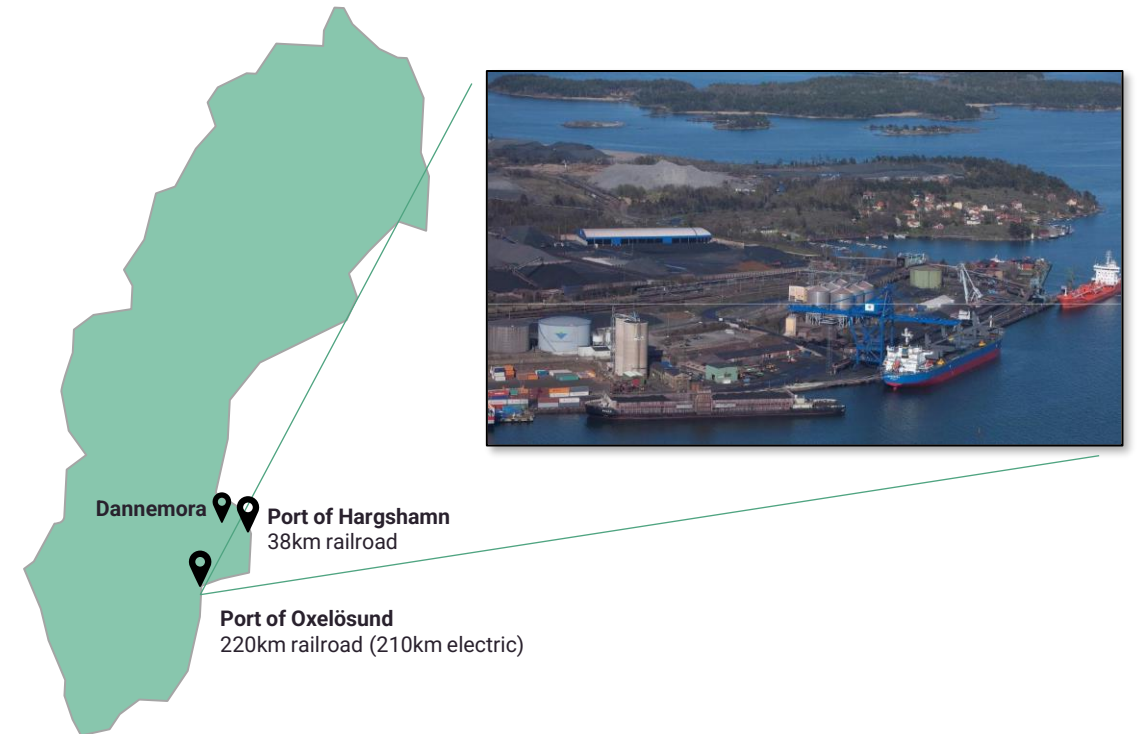 Dannemora
Port of Hargshamn
38km railroad
Port of Oxelösund
220km railroad (210km electric)